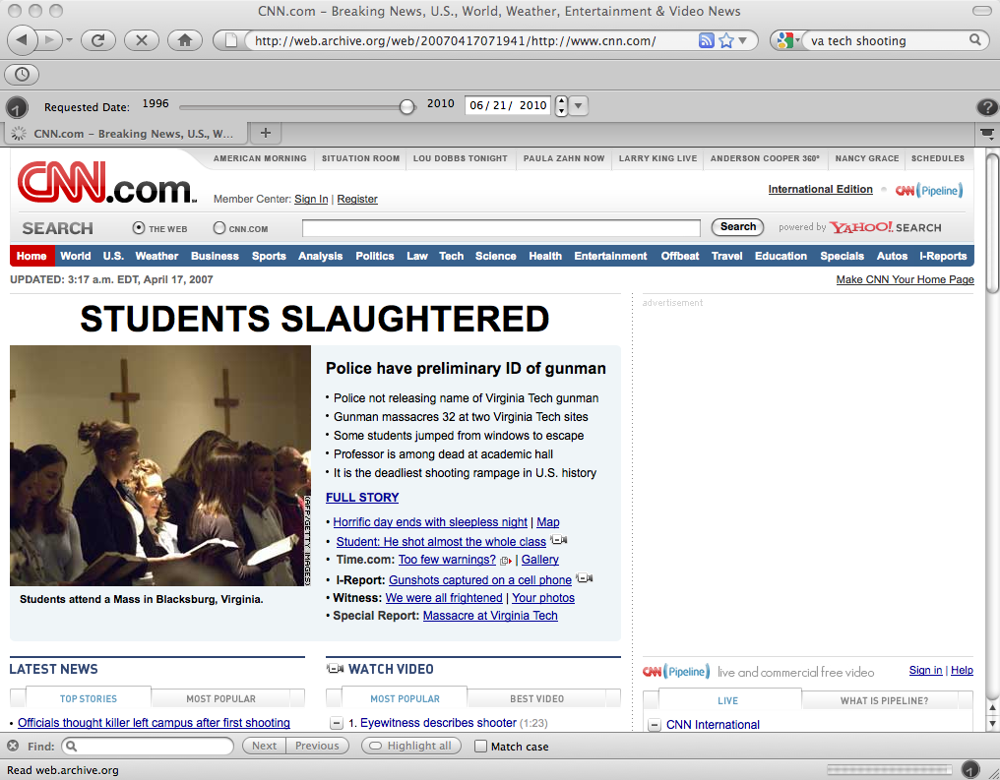 CNN.com – Breaking News, U.S., World, Weather, Entertainment & Video News
http://web.archive.org/web/20070417071941/http://www.cnn.com/
va tech shooting
Requested Date: 1996 2010 06/ 21/ 2010
CNN.com – Breaking News, U.S., W...
AMERICAN MORNING SITUATION ROOM LOU DOBBS TONIGHT PAULA ZAHN NOW LARRY KING LIVE ANDERSON COOPER 360° NANCY GRACE SCHEDULES
CNN.com
Member Center: Sign In | Register
International Edition CNN Pipeline
SEARCH THE WEB CNN.COM Search powered by YAHOO! SEARCH
Home World U.S. Weather Business Sports Analysis Politics Law Tech Science Health Entertainment Offbeat Travel Education Specials Autos I-Reports
UPDATED: 3:17 a.m. EDT, April 17, 2007
Make CNN Your Home Page
STUDENTS SLAUGHTERED
advertisement
Police have preliminary ID of gunman
• Police not releasing name of Virginia Tech gunman
• Gunman massacres 32 at two Virginia Tech sites
• Some students jumped from windows to escape
• Professor is among dead at academic hall
• It is the deadliest shooting rampage in U.S. history
FULL STORY
• Horrific day ends with sleepless night | Map
• Student: He shot almost the whole class
• Time.com: Too few warnings? | Gallery
• I-Report: Gunshots captured on a cell phone
• Witness: We were all frightened | Your photos
• Special Report: Massacre at Virginia Tech
(AFP/GETTY IMAGES)
Students attend a Mass in Blacksburg, Virginia.
LATEST NEWS
TOP STORIES MOST POPULAR
• Officials thought killer left campus after first shooting
WATCH VIDEO
MOST POPULAR BEST VIDEO
1. Eyewitness describes shooter (1:23)
CNN Pipeline live and commercial free video Sign in | Help
LIVE WHAT IS PIPELINE?
CNN International
Find: Next Previous Highlight all Match case
Read web.archive.org